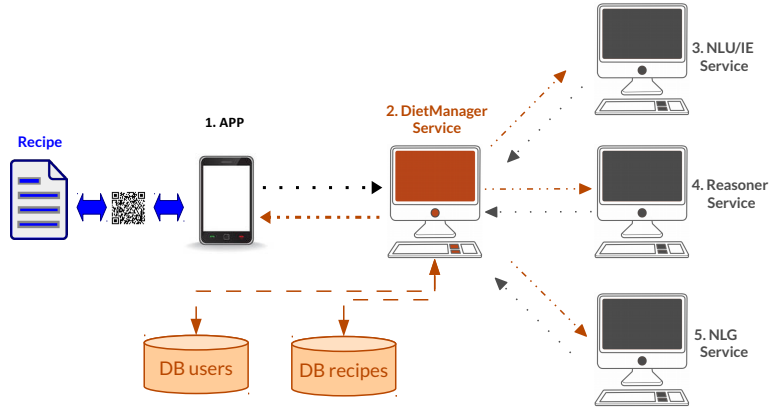 Recipe
1. APP
2. DietManager
Service
3. NLU/IE
Service
4. Reasoner
Service
5. NLG
Service
DB users
DB recipes